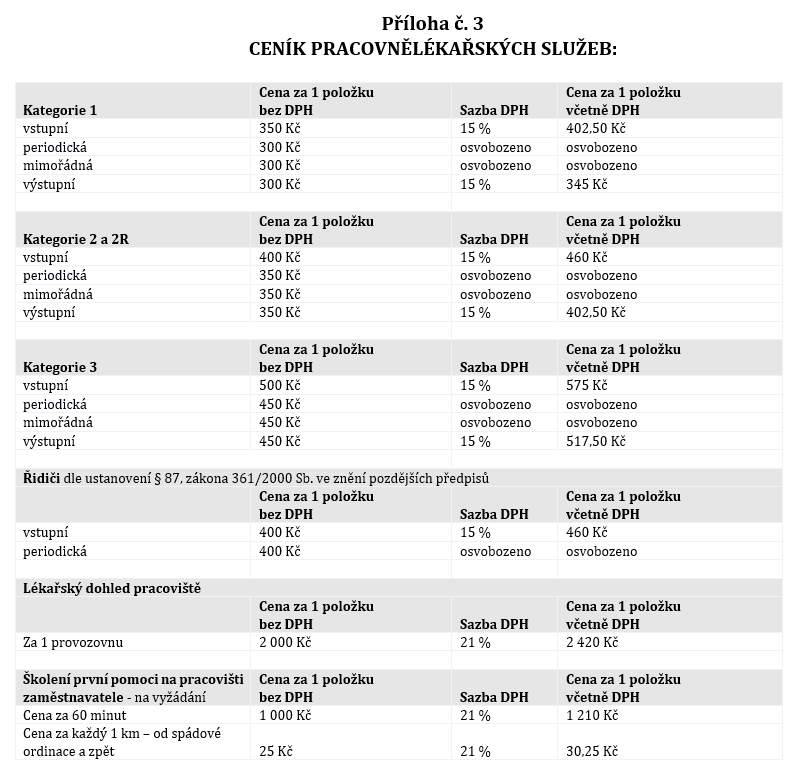 Příloha č. 3
CENÍK PRACOVNĚLÉKAŘSKÝCH SLUŽEB:
Cena za 1 položku Cena za 1 položku
Kategorie 1 bez DPH Sazba DPH včetně DPH
vstupní 350 Kč 15 % 402,50 Kč
periodická 300 Kč osvobozeno osvobozeno
mimořádná 300 Kč osvobozeno osvobozeno
výstupní 300 Kč 15 % 345 Kč
Cena za 1 položku Cena za 1 položku
Kategorie 2 a 2R bez DPH Sazba DPH včetně DPH
vstupní 400 Kč 15 % 460 Kč
periodická 350 Kč osvobozeno osvobozeno
mimořádná 350 Kč osvobozeno osvobozeno
výstupní 350 Kč 15 % 402,50 Kč
Cena za 1 položku Cena za 1 položku
Kategorie 3 bez DPH Sazba DPH včetně DPH
vstupní 500 Kč 15 % 575 Kč
periodická 450 Kč osvobozeno osvobozeno
mimořádná 450 Kč osvobozeno osvobozeno
výstupní 450 Kč 15 % 517,50 Kč
Řidiči dle ustanovení § 87, zákona 361/2000 Sb. ve znění pozdějších předpisů
Cena za 1 položku Cena za 1 položku
bez DPH Sazba DPH včetně DPH
vstupní 400 Kč 15 % 460 Kč
periodická 400 Kč osvobozeno osvobozeno
Lékařský dohled pracoviště
Cena za 1 položku Cena za 1 položku
bez DPH Sazba DPH včetně DPH
Za 1 provozovnu 2 000 Kč 21 % 2 420 Kč
Školení první pomoci na pracovišti Cena za 1 položku Cena za 1 položku
zaměstnavatele - na vyžádání bez DPH Sazba DPH včetně DPH
Cena za 60 minut 1 000 Kč 21 % 1 210 Kč
Cena za každý 1 km – od spádové
ordinace a zpět 25 Kč 21 % 30,25 Kč